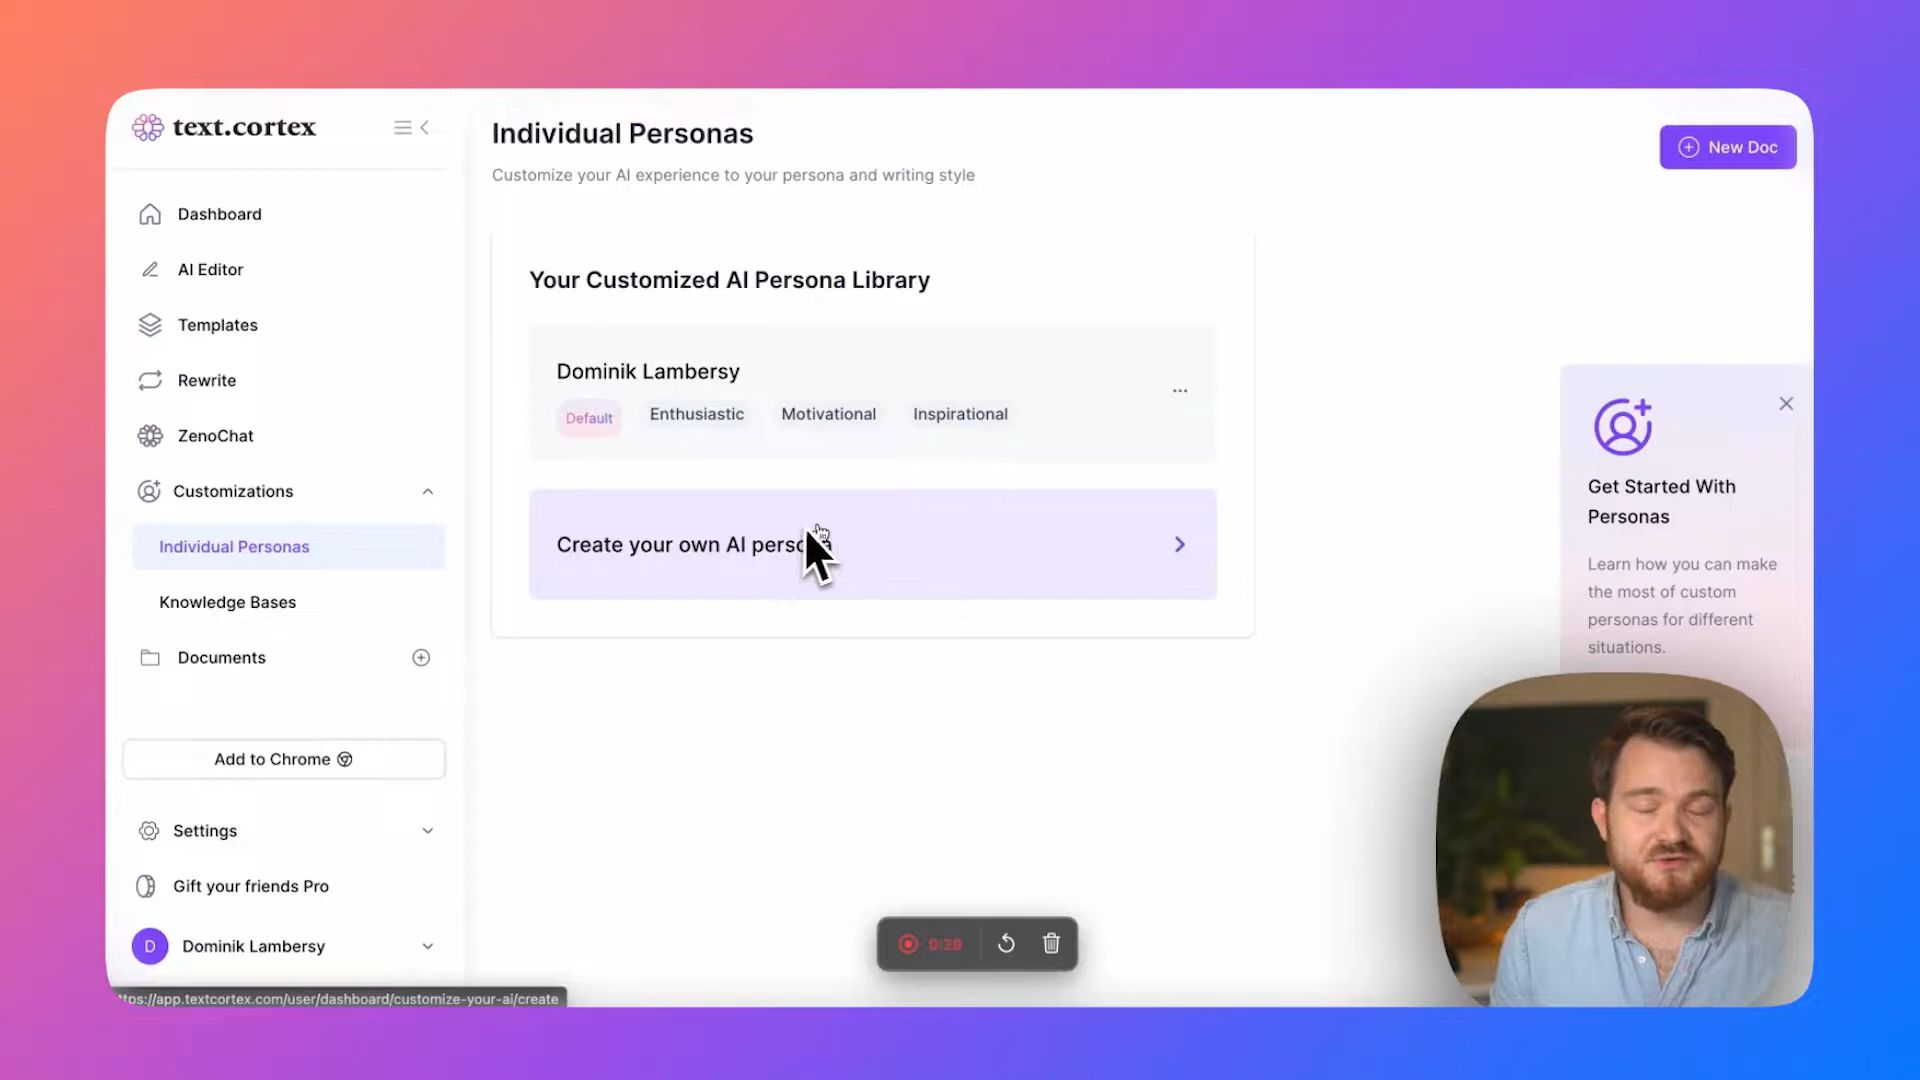 text.cortex
Dashboard
AI Editor
Templates
Rewrite
ZenoChat
Customizations
Individual Personas
Knowledge Bases
Documents
Add to Chrome
Settings
Gift your friends Pro
D
Dominik Lambersy
ttps://app.textcortex.com/user/dashboard/customize-your-ai/create
Individual Personas
Customize your AI experience to your persona and writing style
New Doc
Your Customized AI Persona Library
Dominik Lambersy
...
Default Enthusiastic Motivational Inspirational
Create your own AI persona
Get Started With
Personas
Learn how you can make
the most of custom
personas for different
situations.
0:39